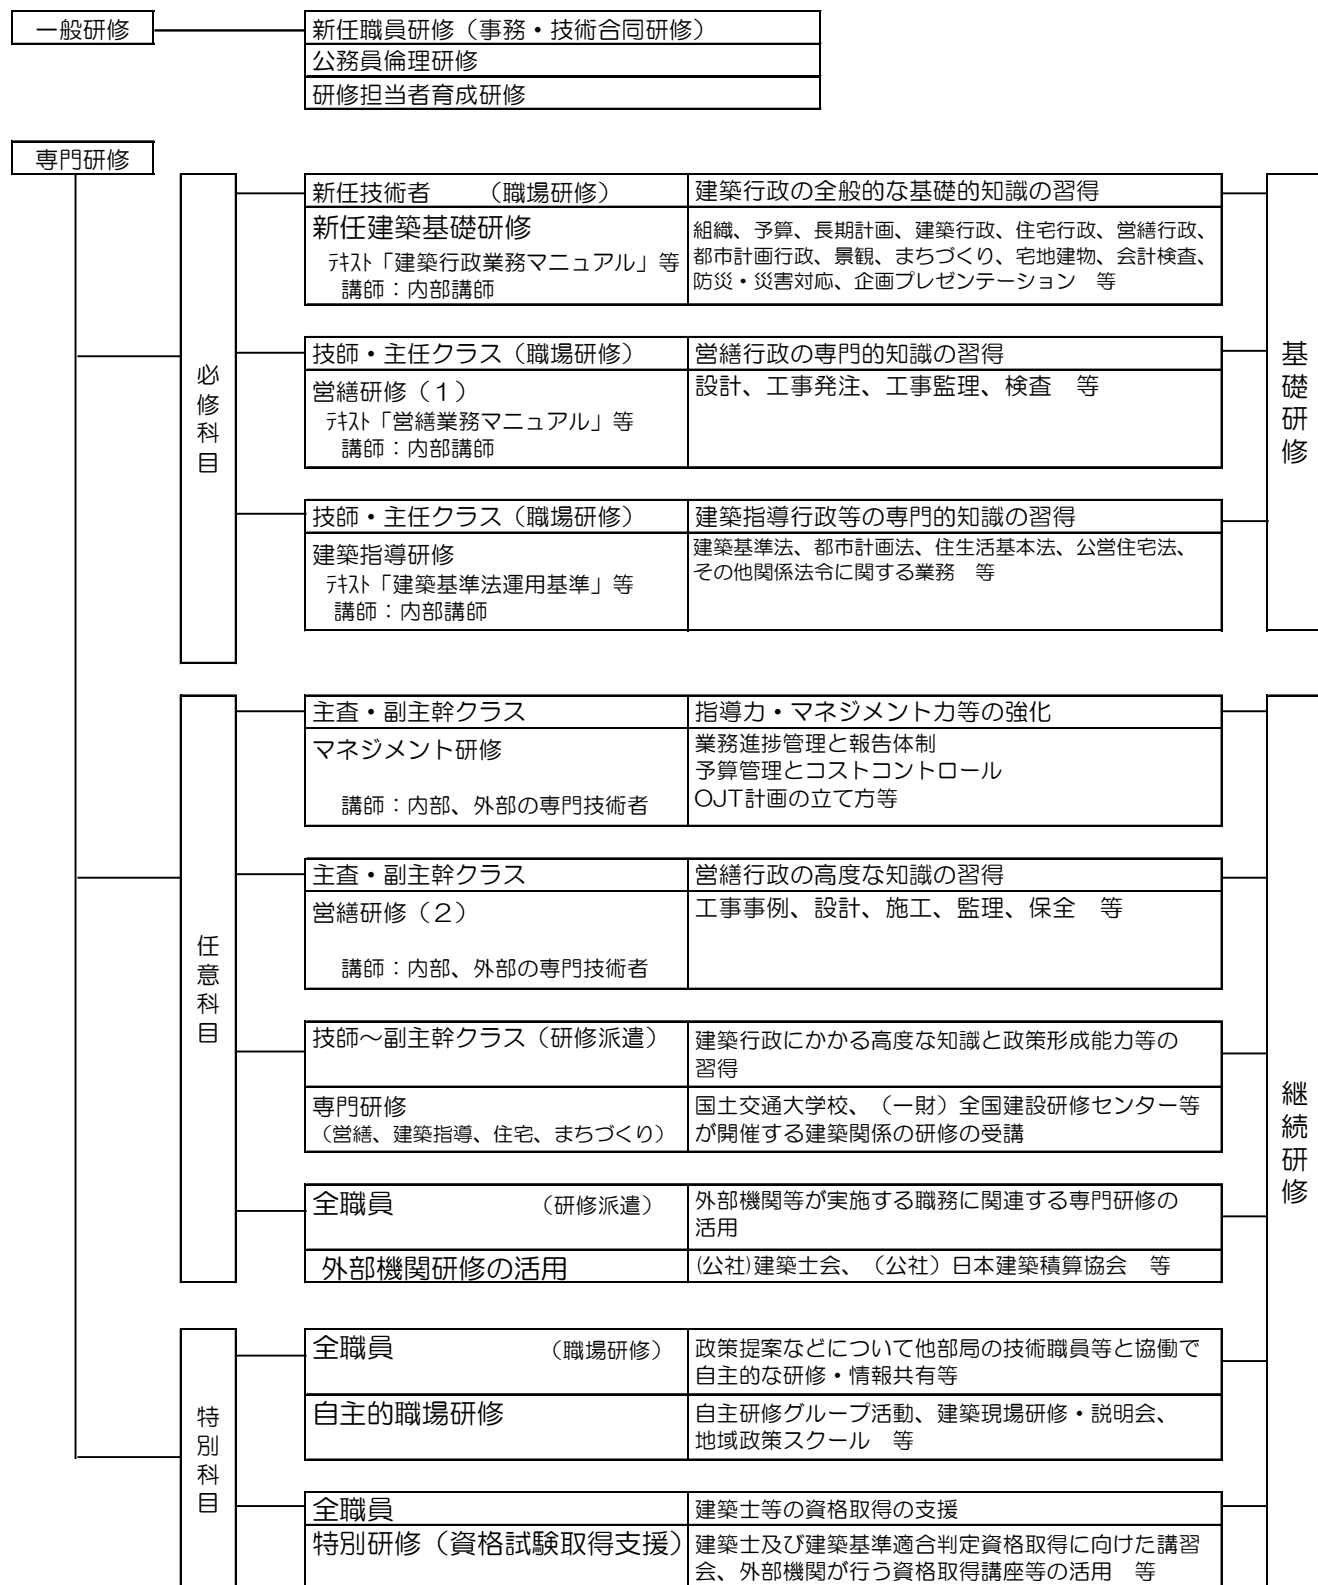 一般研修
新任職員研修（事務・技術合同研修）
公務員倫理研修
研修担当者育成研修
専門研修
必修科目
新任技術者　　（職場研修）
建築行政の全般的な基礎的知識の習得
新任建築基礎研修
ﾃｷｽﾄ「建築行政業務マニュアル」等
講師：内部講師
組織、予算、長期計画、建築行政、住宅行政、営繕行政、
都市計画行政、景観、まちづくり、宅地建物、会計検査、
防災・災害対応、企画プレゼンテーション　等
技師・主任クラス（職場研修）
営繕行政の専門的知識の習得
営繕研修（１）
ﾃｷｽﾄ「営繕業務マニュアル」等
講師：内部講師
設計、工事発注、工事監理、検査　等
技師・主任クラス（職場研修）
建築指導行政等の専門的知識の習得
建築指導研修
ﾃｷｽﾄ「建築基準法運用基準」等
講師：内部講師
建築基準法、都市計画法、住生活基本法、公営住宅法、
その他関係法令に関する業務　等
基礎研修
任意科目
主査・副主幹クラス
指導力・マネジメント力等の強化
マネジメント研修
講師：内部、外部の専門技術者
業務進捗管理と報告体制
予算管理とコストコントロール
OJT計画の立て方等
主査・副主幹クラス
営繕行政の高度な知識の習得
営繕研修（２）
講師：内部、外部の専門技術者
工事事例、設計、施工、監理、保全　等
技師～副主幹クラス（研修派遣）
建築行政にかかる高度な知識と政策形成能力等の
習得
専門研修
（営繕、建築指導、住宅、まちづくり）
国土交通大学校、（一財）全国建設研修センター等
が開催する建築関係の研修の受講
全職員　　（研修派遣）
外部機関等が実施する職務に関連する専門研修の
活用
外部機関研修の活用
(公社)建築士会、（公社）日本建築積算協会　等
継続研修
特別科目
全職員　　（職場研修）
政策提案などについて他部局の技術職員等と協働で
自主的な研修・情報共有等
自主的職場研修
自主研修グループ活動、建築現場研修・説明会、
地域政策スクール　等
全職員
建築士等の資格取得の支援
特別研修（資格試験取得支援）
建築士及び建築基準適合判定資格取得に向けた講習
会、外部機関が行う資格取得講座等の活用　等